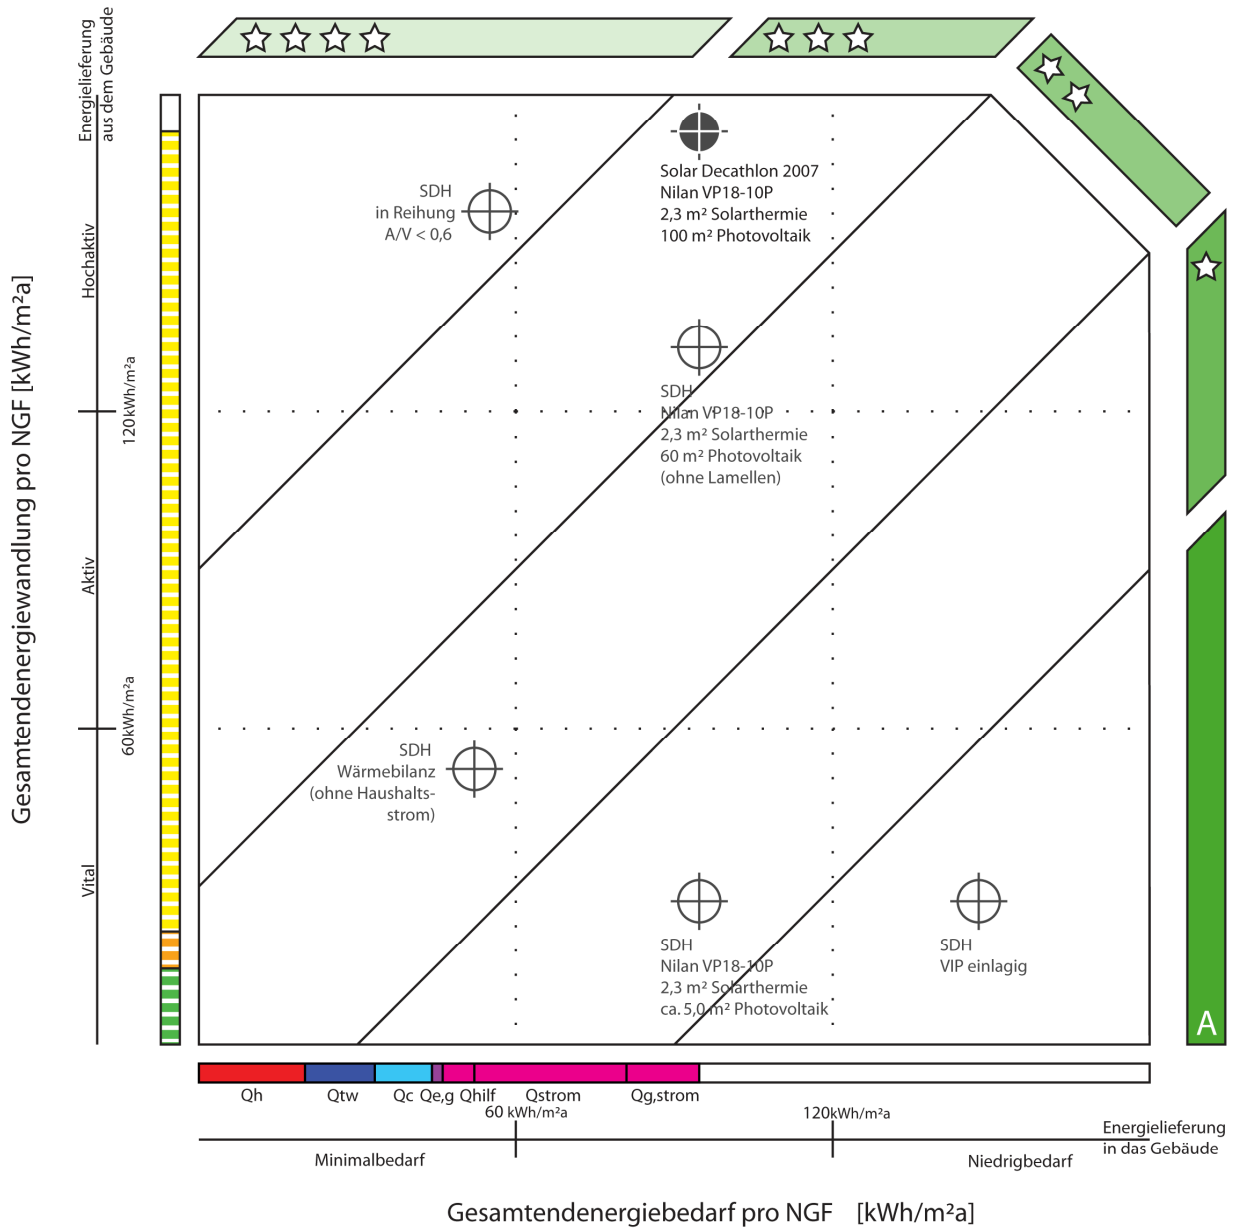 Energielieferung
aus dem Gebäude
Gesamtendenergiewandlung pro NGF [kWh/m²a]
Hochaktiv
120 kWh/m²a
Aktiv
60kWh/m²a
Vital
SDH
in Reihung
A/V < 0,6
Solar Decathlon 2007
Nilan VP18-10P
2,3 m² Solarthermie
100 m² Photovoltaik
SDH
Nilan VP18-10P
2,3 m² Solarthermie
60 m² Photovoltaik
(ohne Lamellen)
SDH
Wärmebilanz
(ohne Haushalts-
strom)
SDH
Nilan VP18-10P
2,3 m² Solarthermie
ca. 5,0 m² Photovoltaik
SDH
VIP einlagig
A
Qh Qtw Qc Qe,g Qhilf Qstrom Qg,strom
60 kWh/m²a 120kWh/m²a
Energielieferung
in das Gebäude
Minimalbedarf Niedrigbedarf
Gesamtendenergiebedarf pro NGF [kWh/m²a]